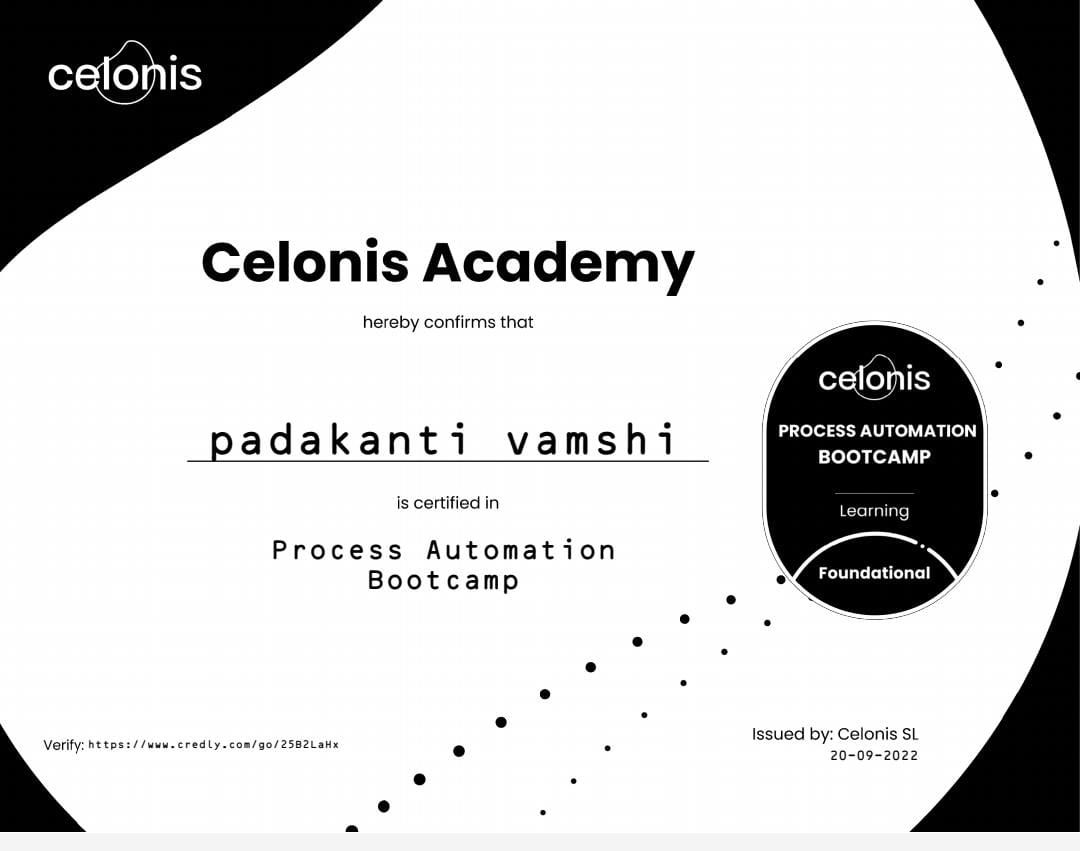 celonis
Celonis Academy
hereby confirms that
padakanti vamshi
is certified in
Process Automation
Bootcamp
celonis
PROCESS AUTOMATION
BOOTCAMP
Learning
Foundational
Verify: https://www.credly.com/go/25B2LaHx
Issued by: Celonis SL
20-09-2022